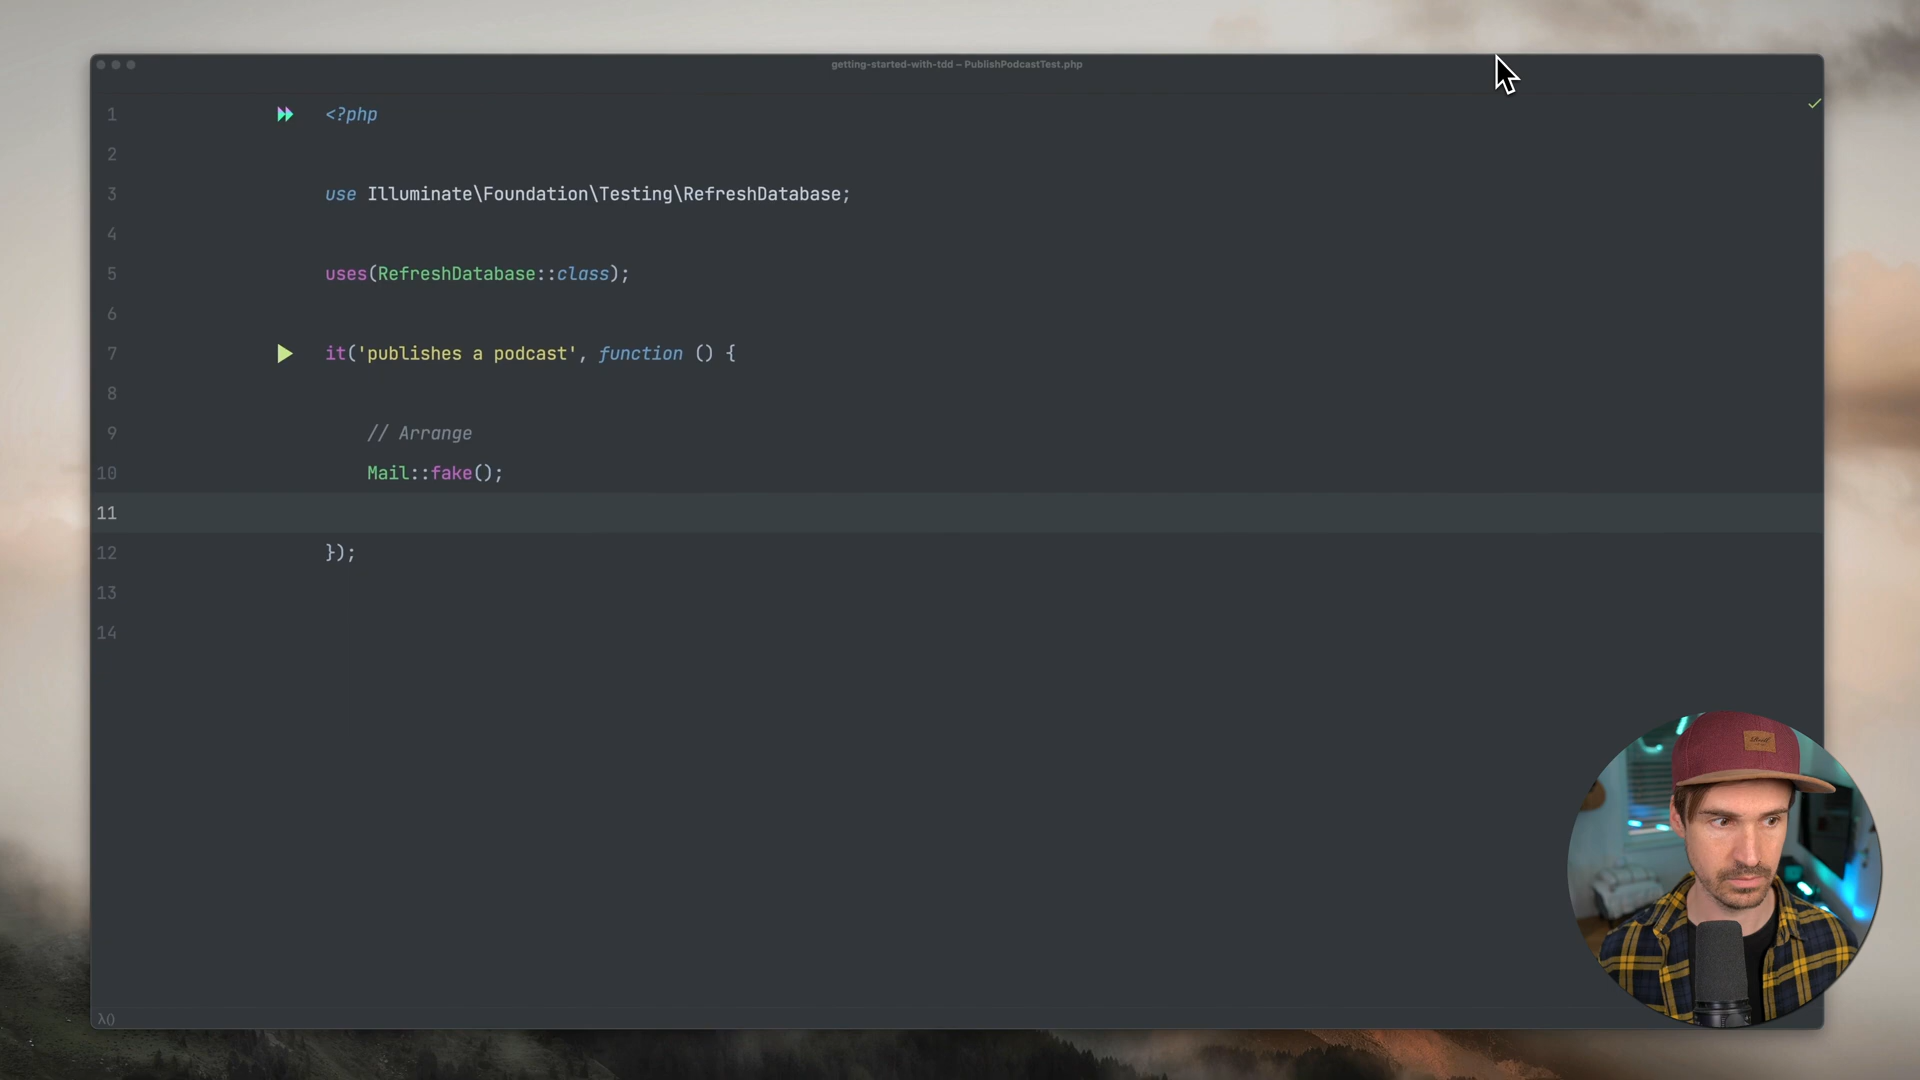 getting-started-with-tdd – PublishPodcastTest.php
1 <?php
2
3 use Illuminate\Foundation\Testing\RefreshDatabase;
4
5 uses(RefreshDatabase::class);
6
7 it('publishes a podcast', function () {
8
9 // Arrange
10 Mail::fake();
11
12 });
13
14
λ()